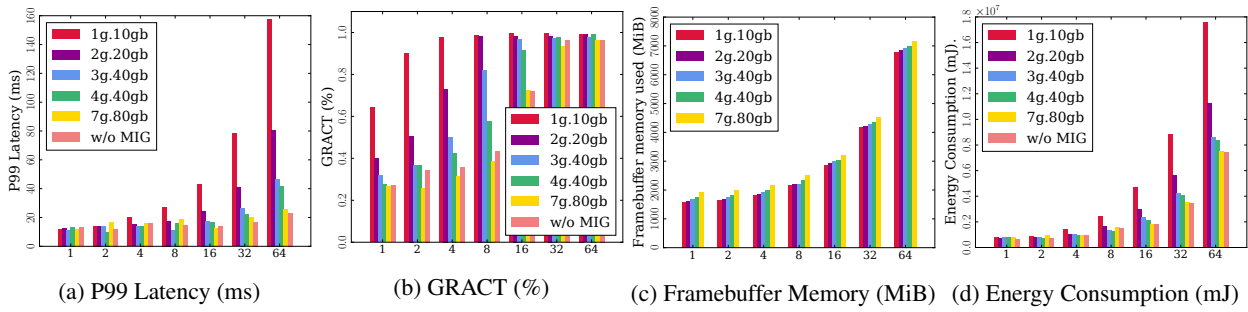 P99 Latency (ms)
160
140
120
100
80
60
40
20
0
1g.10gb
2g.20gb
3g.40gb
4g.40gb
7g.80gb
w/o MIG
1 2 4 8 16 32 64
(a) P99 Latency (ms)
GRACT (%)
1.0
0.8
0.6
0.4
0.2
0.0
1g.10gb
2g.20gb
3g.40gb
4g.40gb
7g.80gb
w/o MIG
1 2 4 8 16 32 64
(b) GRACT (%)
Framebuffer memory used (MiB)
8000
7000
6000
5000
4000
3000
2000
1000
0
1g.10gb
2g.20gb
3g.40gb
4g.40gb
7g.80gb
1 2 4 8 16 32 64
(c) Framebuffer Memory (MiB)
Energy Consumption (mJ).
1e7
1.8
1.6
1.4
1.2
1.0
0.8
0.6
0.4
0.2
0.0
1g.10gb
2g.20gb
3g.40gb
4g.40gb
7g.80gb
w/o MIG
1 2 4 8 16 32 64
(d) Energy Consumption (mJ)